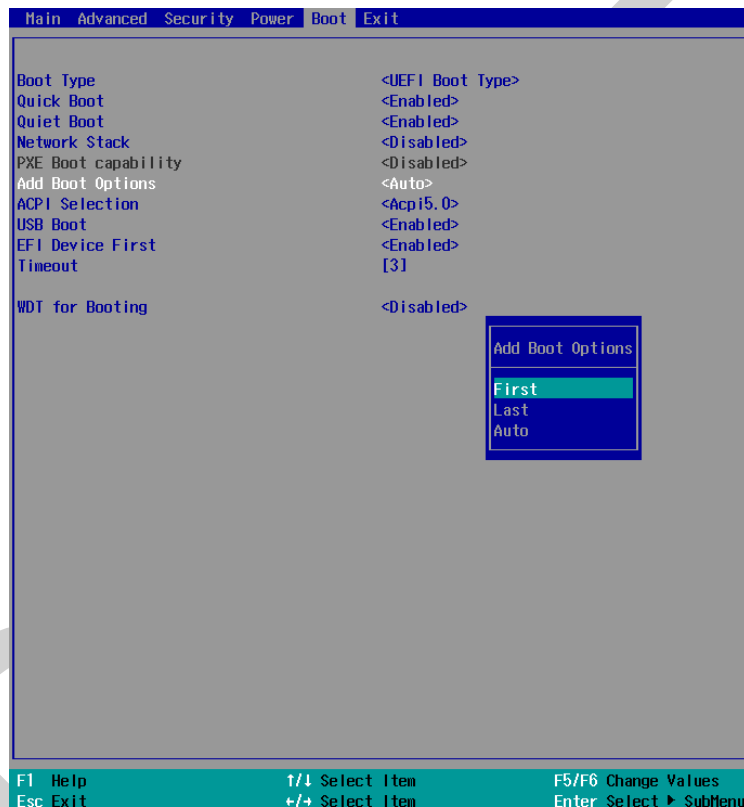 Main Advanced Security Power Boot Exit
Boot Type <UEFI Boot Type>
Quick Boot <Enabled>
Quiet Boot <Enabled>
Network Stack <Disabled>
PXE Boot capability <Disabled>
Add Boot Options <Auto>
ACPI Selection <Acpi5.0>
USB Boot <Enabled>
EFI Device First <Enabled>
Timeout [3]
WDT for Booting <Disabled>
Add Boot Options
First
Last
Auto
F1 Help ↑/↓ Select Item F5/F6 Change Values
Esc Exit ←/→ Select Item Enter Select ▶ SubMenu